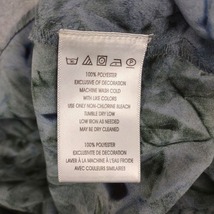 100% POLYESTER
EXCLUSIVE OF DECORATION
MACHINE WASH COLD
WITH LIKE COLORS
USE ONLY NON-CHLORINE BLEACH
TUMBLE DRY LOW
LOW IRON AS NEEDED
MAY BE DRY CLEANED
100% POLYESTER
EXCLUSIVITE DE DECORATION
LAVER À LA MACHINE À L'EAU FROIDE
AVEC COULEURS SIMILAIRES